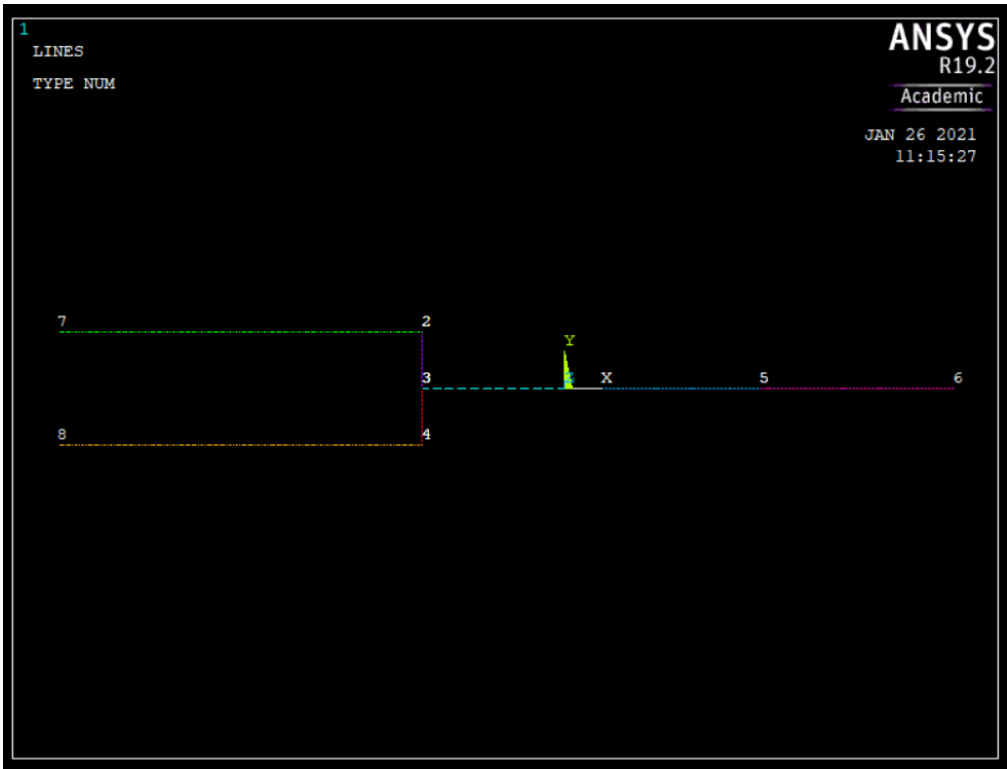 1
LINES
TYPE NUM
ANSYS
R19.2
Academic
JAN 26 2021
11:15:27
7
2
Y
3
X
5
6
8
4